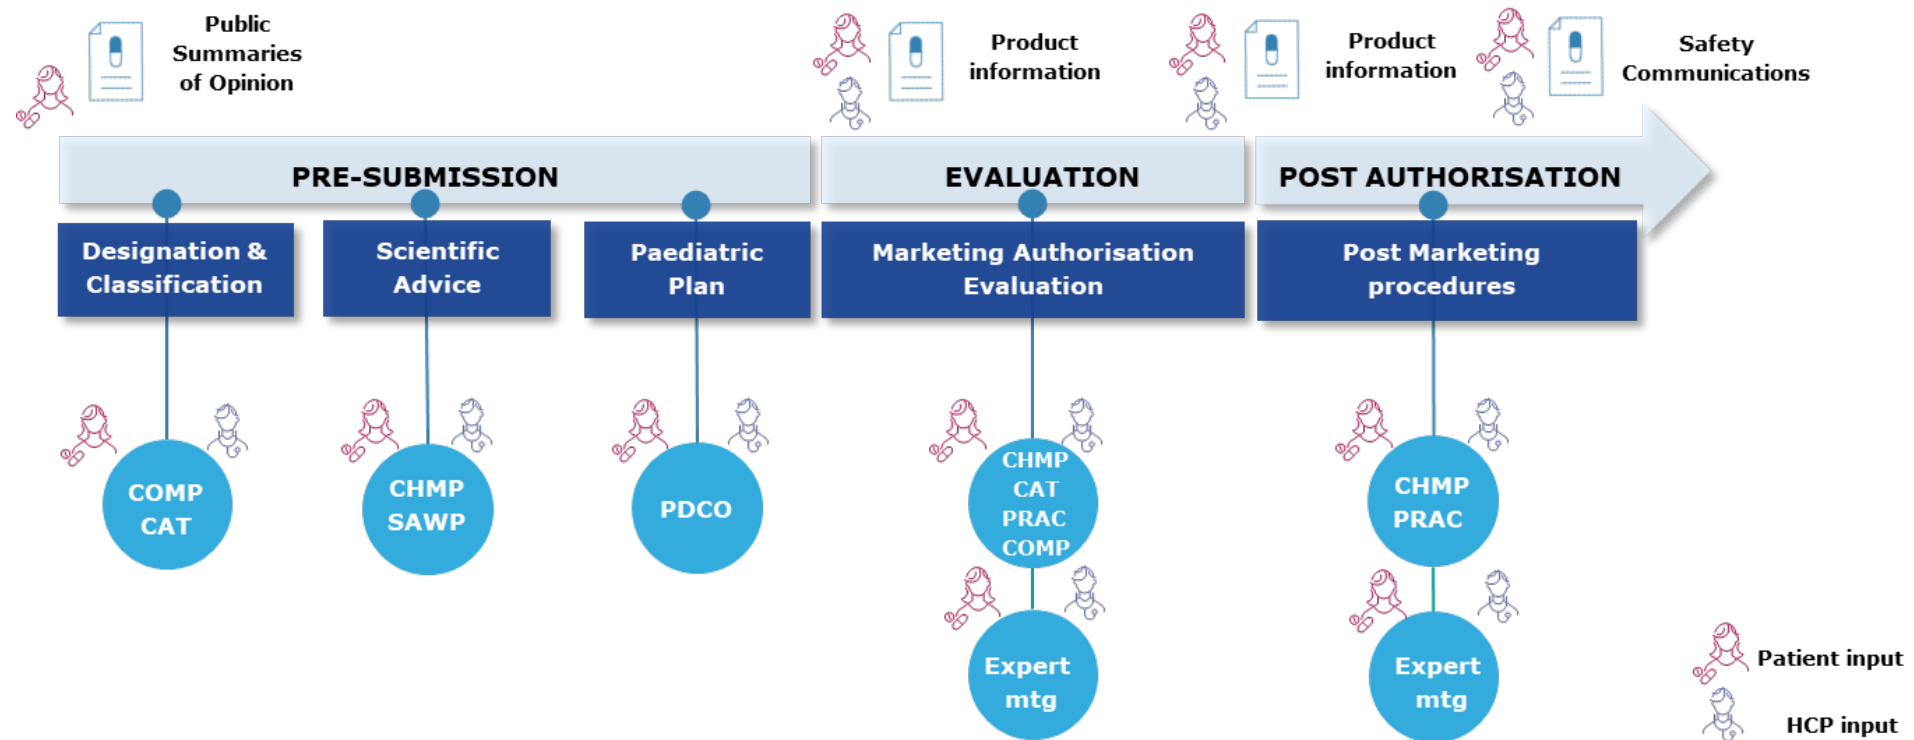 Public
Summaries
of Opinion
Product
information
Product
information
Safety
Communications
PRE-SUBMISSION
EVALUATION
POST AUTHORISATION
Designation &
Classification
Scientific
Advice
Paediatric
Plan
Marketing Authorisation
Evaluation
Post Marketing
procedures
COMP
CAT
CHMP
SAWP
PDCO
CHMP
CAT
PRAC
COMP
CHMP
PRAC
Expert
mtg
Expert
mtg
Patient input
HCP input